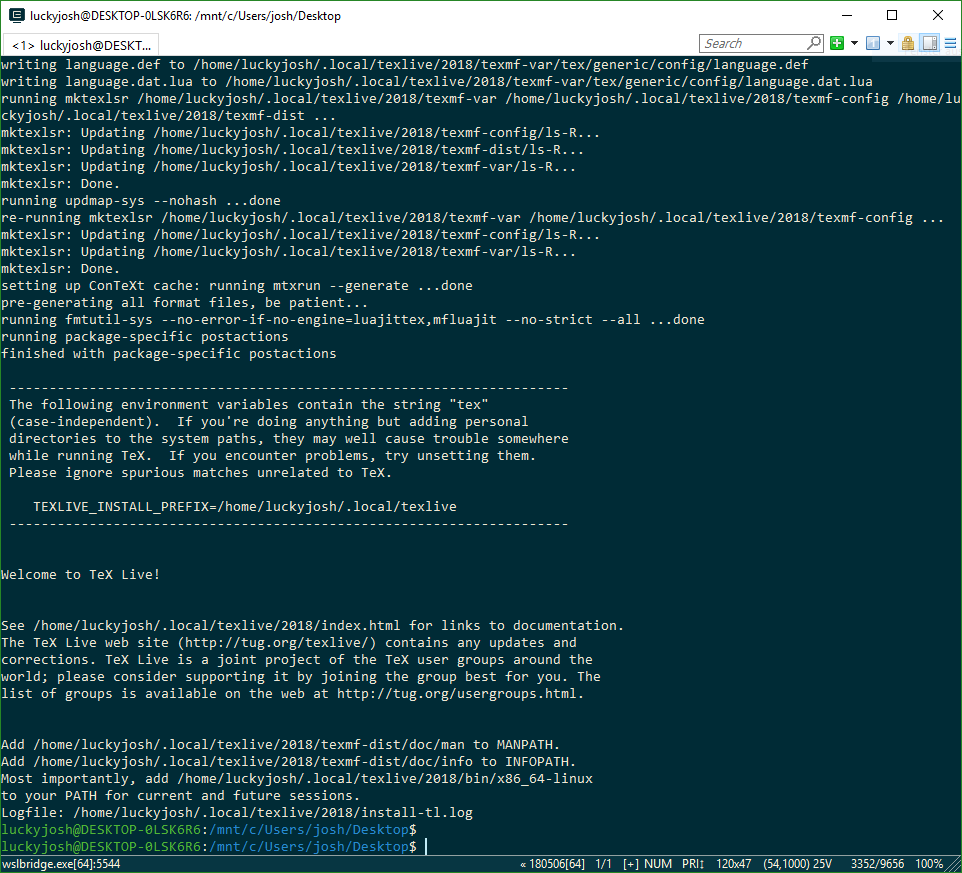 luckyjosh@DESKTOP-0LSK6R6: /mnt/c/Users/josh/Desktop
<1> luckyjosh@DESKT...
Search
writing language.def to /home/luckyjosh/.local/texlive/2018/texmf-var/tex/generic/config/language.def
writing language.dat.lua to /home/luckyjosh/.local/texlive/2018/texmf-var/tex/generic/config/language.dat.lua
running mktexlsr /home/luckyjosh/.local/texlive/2018/texmf-var /home/luckyjosh/.local/texlive/2018/texmf-config /home/lu
ckyjosh/.local/texlive/2018/texmf-dist ...
mktexlsr: Updating /home/luckyjosh/.local/texlive/2018/texmf-config/ls-R...
mktexlsr: Updating /home/luckyjosh/.local/texlive/2018/texmf-dist/ls-R...
mktexlsr: Updating /home/luckyjosh/.local/texlive/2018/texmf-var/ls-R...
mktexlsr: Done.
running updmap-sys --nohash ...done
re-running mktexlsr /home/luckyjosh/.local/texlive/2018/texmf-var /home/luckyjosh/.local/texlive/2018/texmf-config ...
mktexlsr: Updating /home/luckyjosh/.local/texlive/2018/texmf-config/ls-R...
mktexlsr: Updating /home/luckyjosh/.local/texlive/2018/texmf-var/ls-R...
mktexlsr: Done.
setting up ConTeXt cache: running mtxrun --generate ...done
pre-generating all format files, be patient...
running fmtutil-sys --no-error-if-no-engine=luajittex,mfluajit --no-strict --all ...done
running package-specific postactions
finished with package-specific postactions
----------------------------------------------------------------------
The following environment variables contain the string "tex"
(case-independent).  If you're doing anything but adding personal
directories to the system paths, they may well cause trouble somewhere
while running TeX.  If you encounter problems, try unsetting them.
Please ignore spurious matches unrelated to TeX.
TEXLIVE_INSTALL_PREFIX=/home/luckyjosh/.local/texlive
----------------------------------------------------------------------
Welcome to TeX Live!
See /home/luckyjosh/.local/texlive/2018/index.html for links to documentation.
The TeX Live web site (http://tug.org/texlive/) contains any updates and
corrections. TeX Live is a joint project of the TeX user groups around the
world; please consider supporting it by joining the group best for you. The
list of groups is available on the web at http://tug.org/usergroups.html.
Add /home/luckyjosh/.local/texlive/2018/texmf-dist/doc/man to MANPATH.
Add /home/luckyjosh/.local/texlive/2018/texmf-dist/doc/info to INFOPATH.
Most importantly, add /home/luckyjosh/.local/texlive/2018/bin/x86_64-linux
to your PATH for current and future sessions.
Logfile: /home/luckyjosh/.local/texlive/2018/install-tl.log
luckyjosh@DESKTOP-0LSK6R6:/mnt/c/Users/josh/Desktop$
luckyjosh@DESKTOP-0LSK6R6:/mnt/c/Users/josh/Desktop$
wslbridge.exe[64]:5544 « 180506[64] 1/1 [+] NUM PRI↕ 120x47 (54,1000) 25V 3352/9656 100%